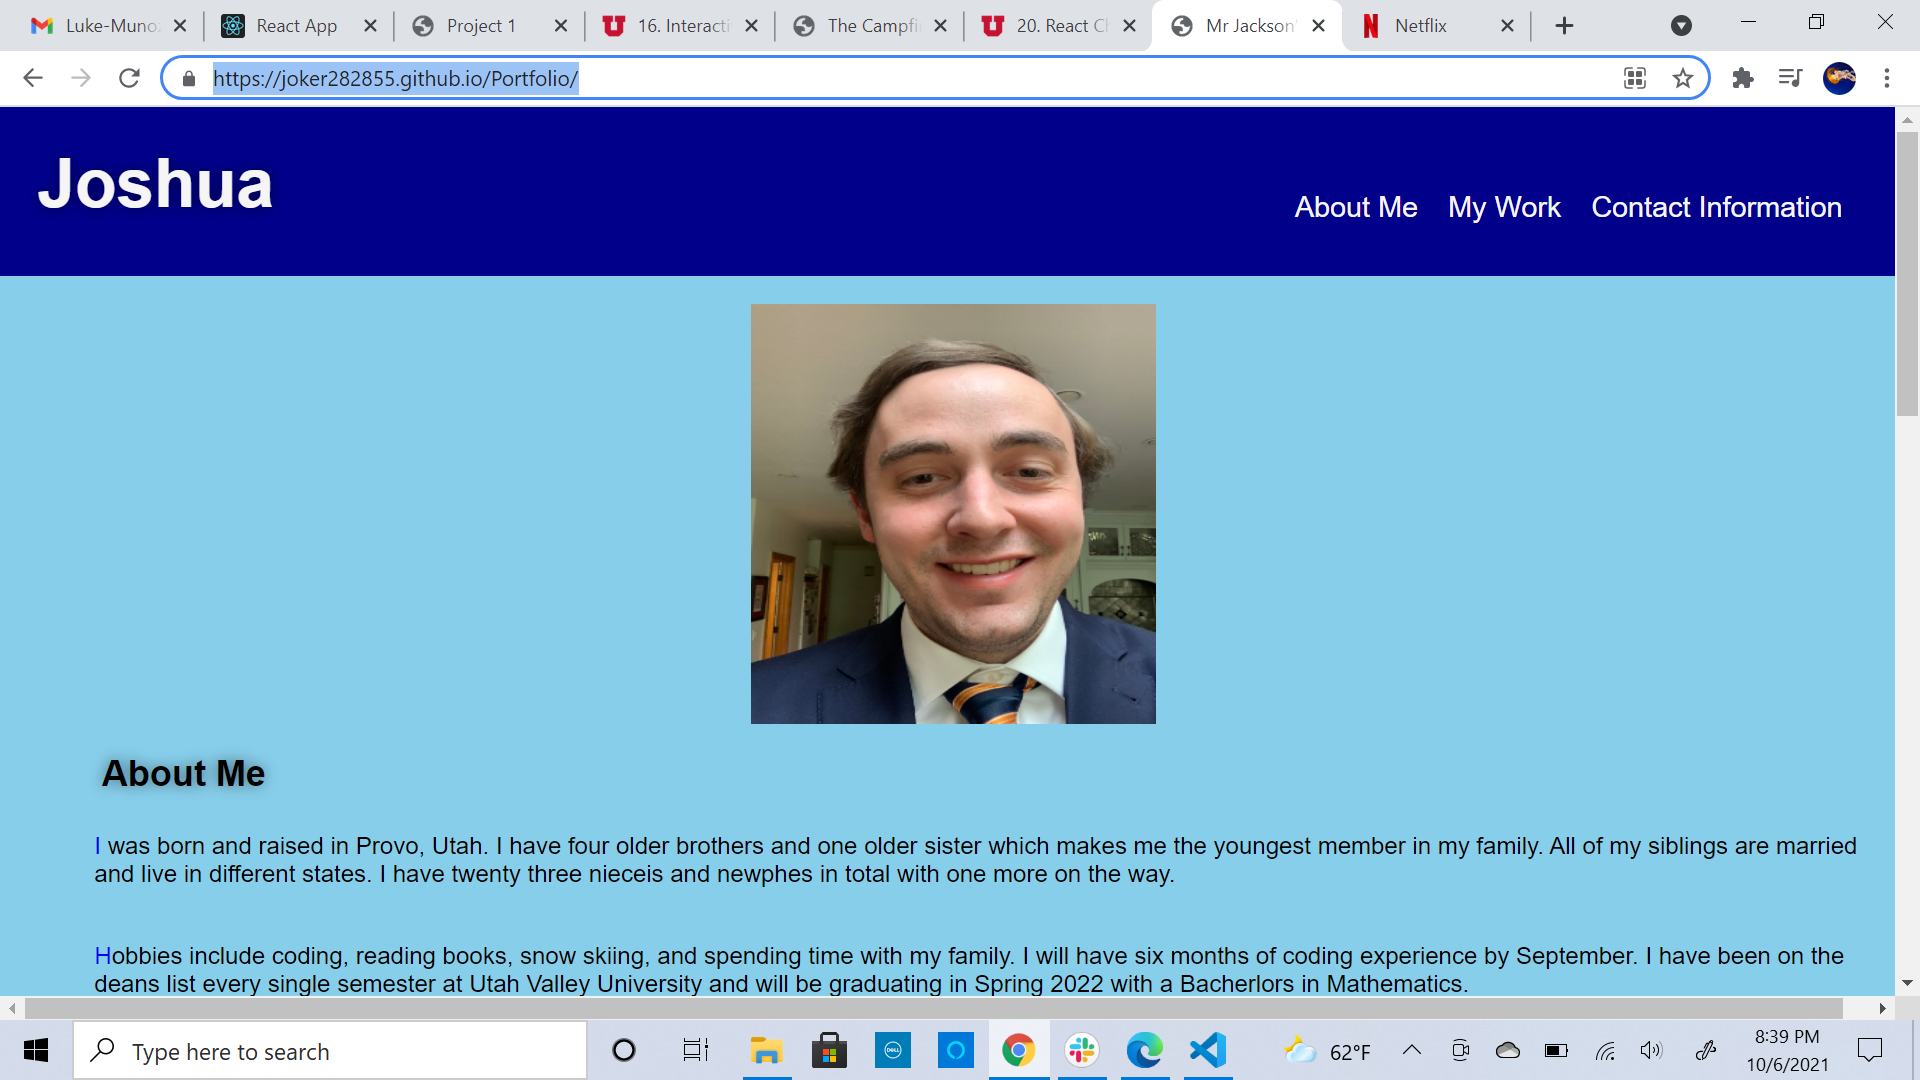 Luke-Muno
React App
Project 1
16. Interacti
The Campfi
20. React Ch
Mr Jackson'
Netflix
https://joker282855.github.io/Portfolio/
Joshua
About Me
My Work
Contact Information
About Me
I was born and raised in Provo, Utah. I have four older brothers and one older sister which makes me the youngest member in my family. All of my siblings are married
and live in different states. I have twenty three nieceis and newphes in total with one more on the way.
Hobbies include coding, reading books, snow skiing, and spending time with my family. I will have six months of coding experience by September. I have been on the
deans list every single semester at Utah Valley University and will be graduating in Spring 2022 with a Bacherlors in Mathematics.
Type here to search
DELL
62°F
8:39 PM
10/6/2021